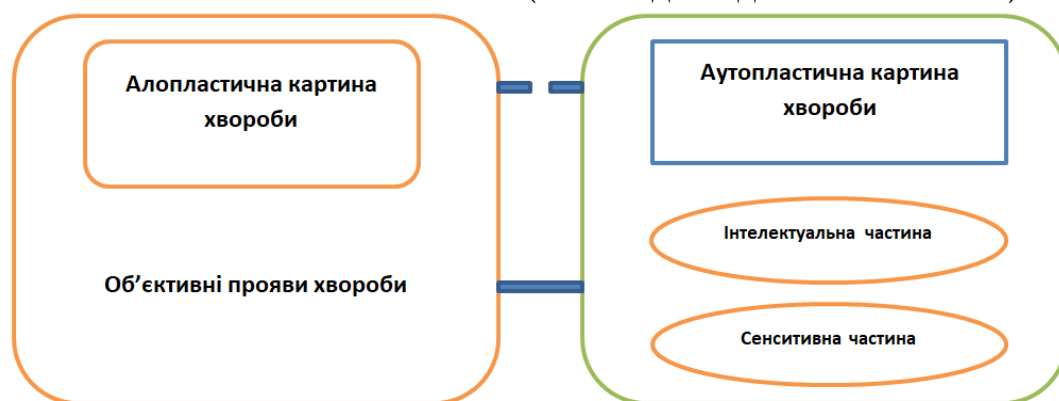 Алопластична картина
хвороби
Об’єктивні прояви хвороби
Аутопластична картина
хвороби
Інтелектуальна частина
Сенситивна частина